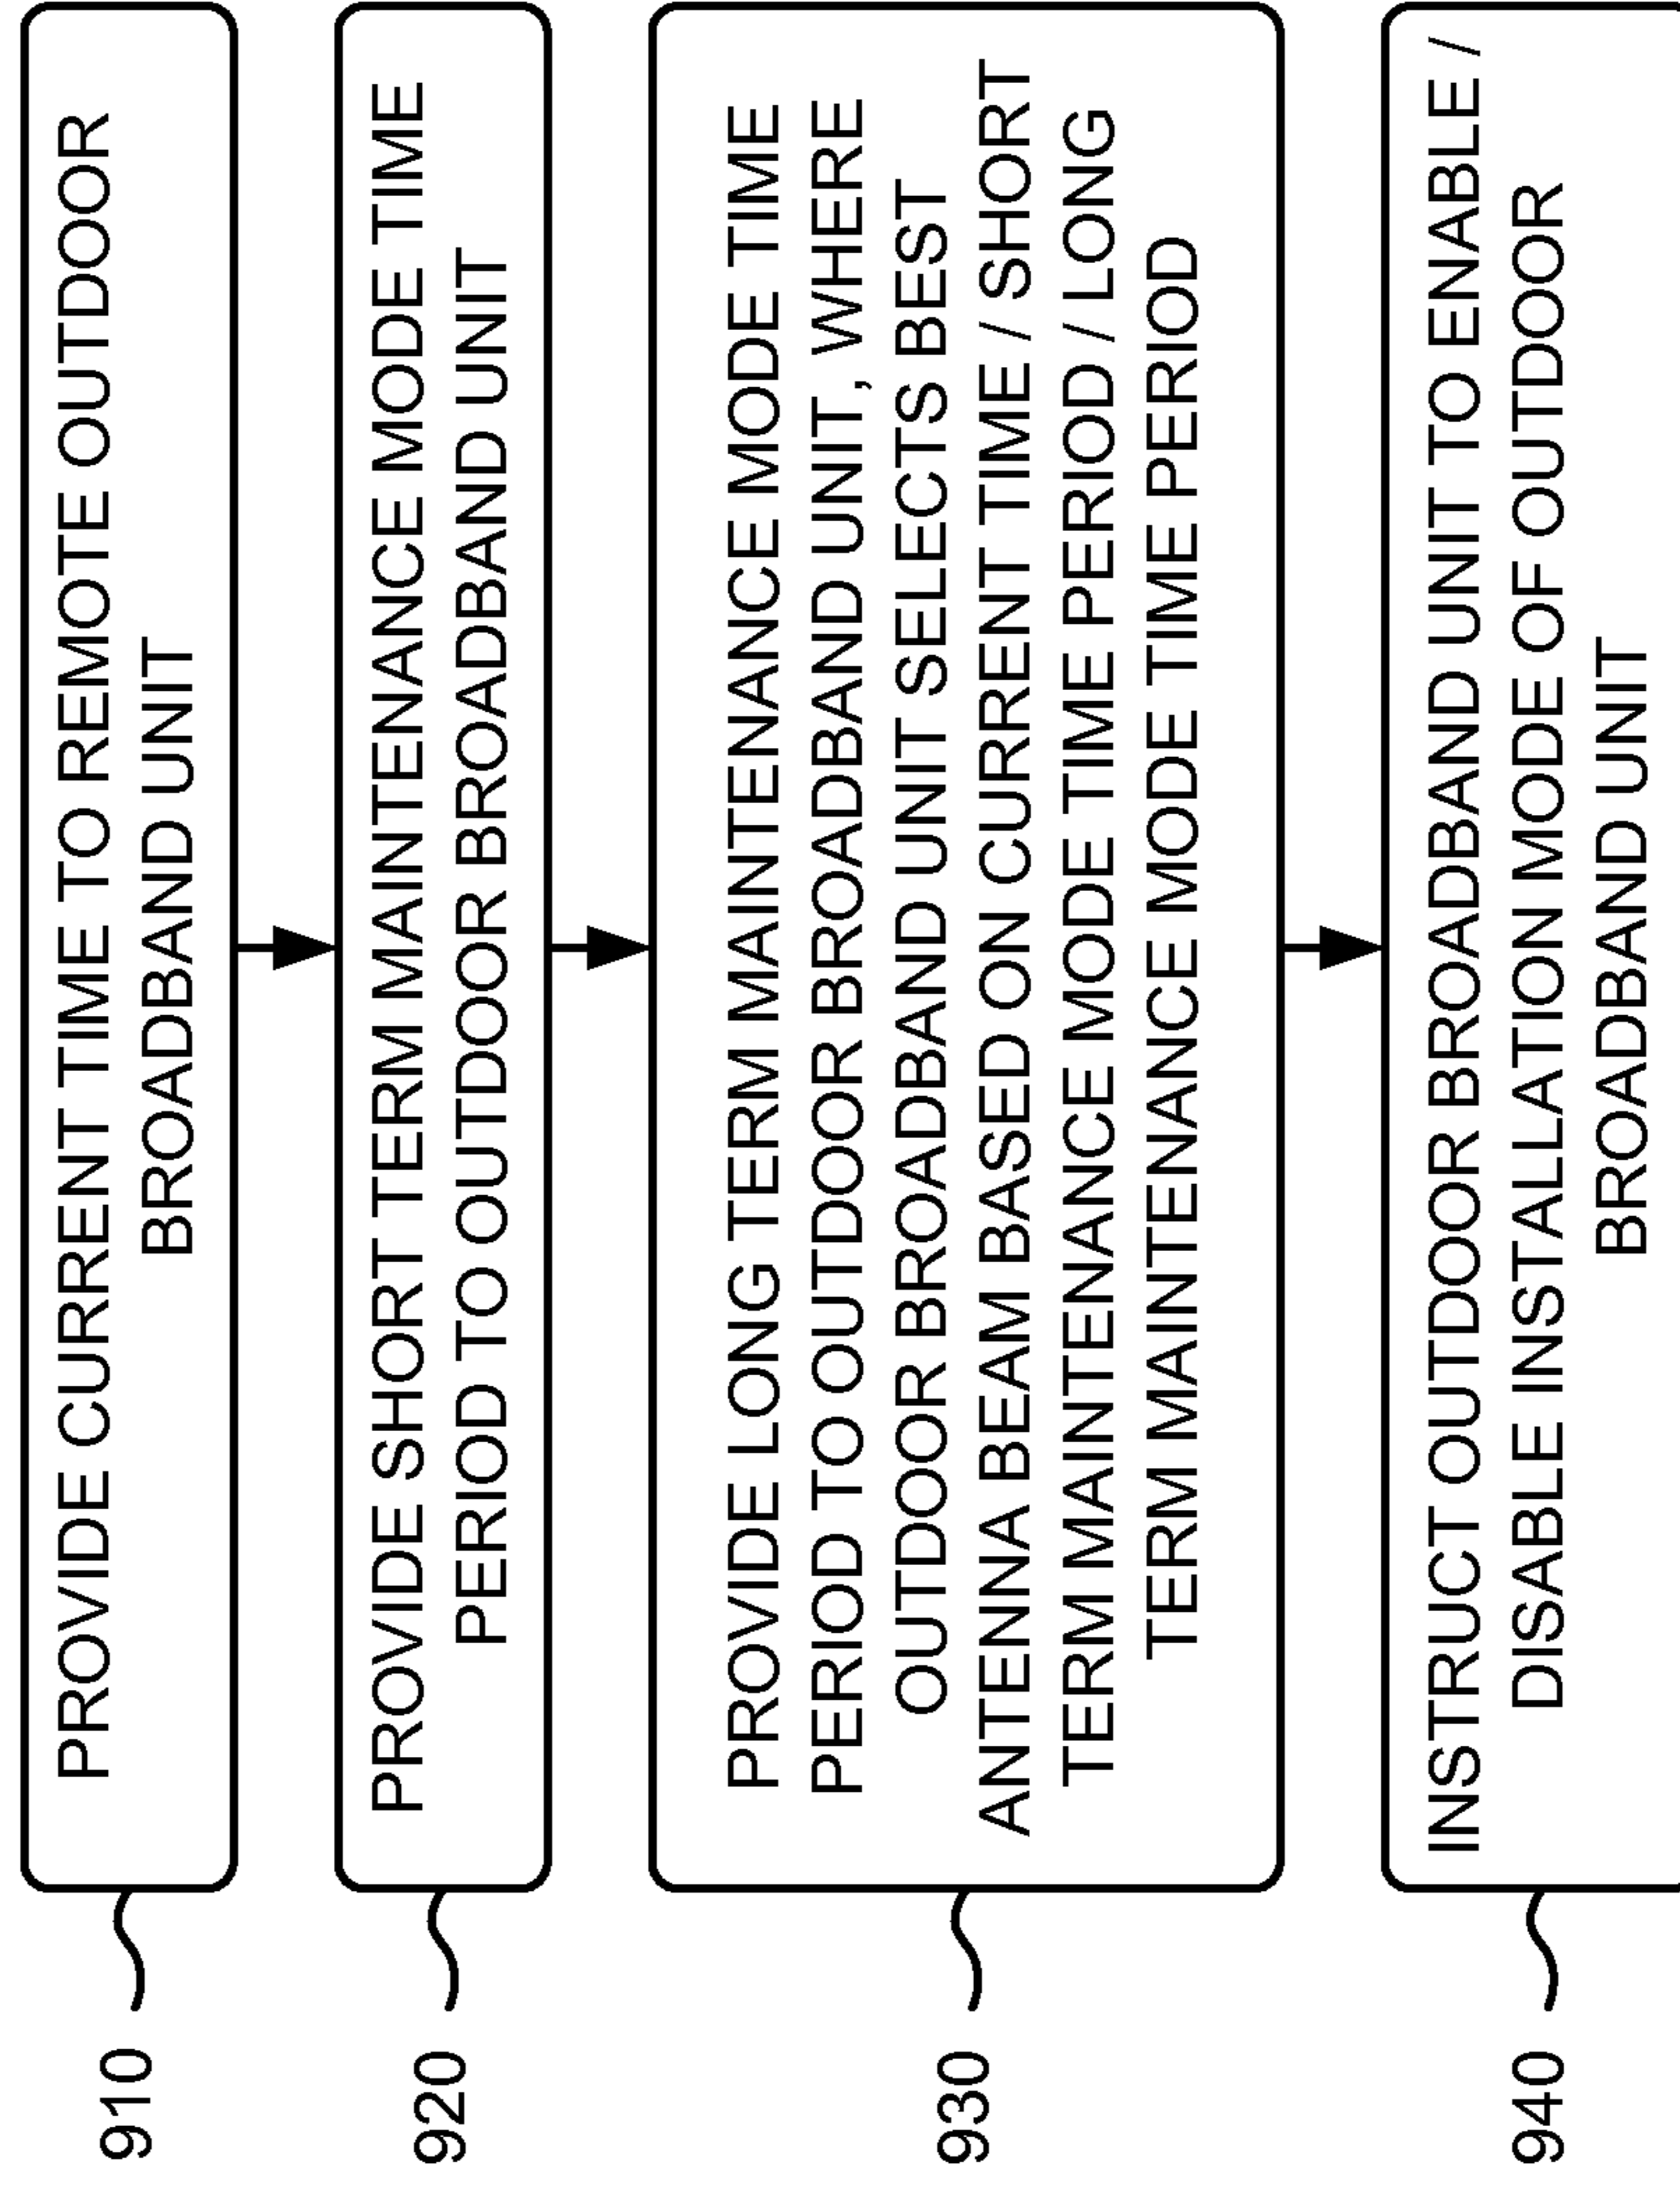 910
PROVIDE CURRENT TIME TO REMOTE OUTDOOR
BROADBAND UNIT
920
PROVIDE SHORT TERM MAINTENANCE MODE TIME
PERIOD TO OUTDOOR BROADBAND UNIT
930
PROVIDE LONG TERM MAINTENANCE MODE TIME
PERIOD TO OUTDOOR BROADBAND UNIT, WHERE
OUTDOOR BROADBAND UNIT SELECTS BEST
ANTENNA BEAM BASED ON CURRENT TIME / SHORT
TERM MAINTENANCE MODE TIME PERIOD / LONG
TERM MAINTENANCE MODE TIME PERIOD
940
INSTRUCT OUTDOOR BROADBAND UNIT TO ENABLE /
DISABLE INSTALLATION MODE OF OUTDOOR
BROADBAND UNIT